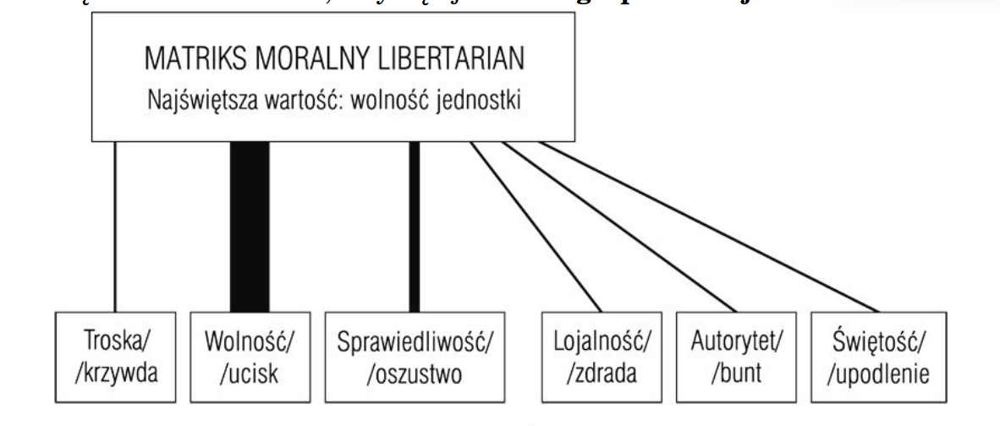 MATRIKS MORALNY LIBERTARIAN
Najświętsza wartość: wolność jednostki
Troska/
/krzywda
Wolność/
/ucisk
Sprawiedliwość/
/oszustwo
Lojalność/
/zdrada
Autorytet/
/bunt
Świętość/
/upodlenie